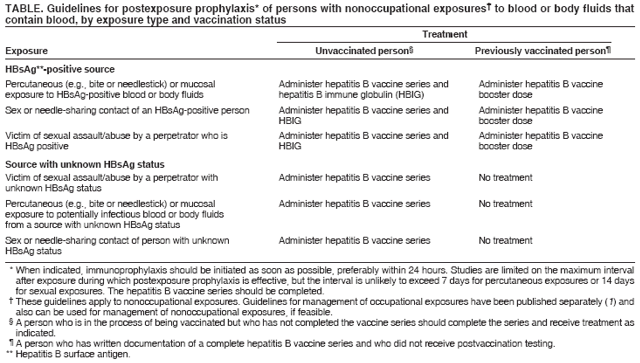 TABLE. Guidelines for postexposure prophylaxis* of persons with nonoccupational exposures† to blood or body fluids that
contain blood, by exposure type and vaccination status
Treatment
Exposure Unvaccinated person§ Previously vaccinated person¶
HBsAg**-positive source
Percutaneous (e.g., bite or needlestick) or mucosal Administer hepatitis B vaccine series and Administer hepatitis B vaccine
exposure to HBsAg-positive blood or body fluids hepatitis B immune globulin (HBIG) booster dose
Sex or needle-sharing contact of an HBsAg-positive person Administer hepatitis B vaccine series and Administer hepatitis B vaccine
HBIG booster dose
Victim of sexual assault/abuse by a perpetrator who is Administer hepatitis B vaccine series and Administer hepatitis B vaccine
HBsAg positive HBIG booster dose
Source with unknown HBsAg status
Victim of sexual assault/abuse by a perpetrator with Administer hepatitis B vaccine series No treatment
unknown HBsAg status
Percutaneous (e.g., bite or needlestick) or mucosal Administer hepatitis B vaccine series No treatment
exposure to potentially infectious blood or body fluids
from a source with unknown HBsAg status
Sex or needle-sharing contact of person with unknown Administer hepatitis B vaccine series No treatment
HBsAg status
* When indicated, immunoprophylaxis should be initiated as soon as possible, preferably within 24 hours. Studies are limited on the maximum interval
after exposure during which postexposure prophylaxis is effective, but the interval is unlikely to exceed 7 days for percutaneous exposures or 14 days
for sexual exposures. The hepatitis B vaccine series should be completed.
† These guidelines apply to nonoccupational exposures. Guidelines for management of occupational exposures have been published separately (1) and
also can be used for management of nonoccupational exposures, if feasible.
§ A person who is in the process of being vaccinated but who has not completed the vaccine series should complete the series and receive treatment as
indicated.
¶ A person who has written documentation of a complete hepatitis B vaccine series and who did not receive postvaccination testing.
** Hepatitis B surface antigen.